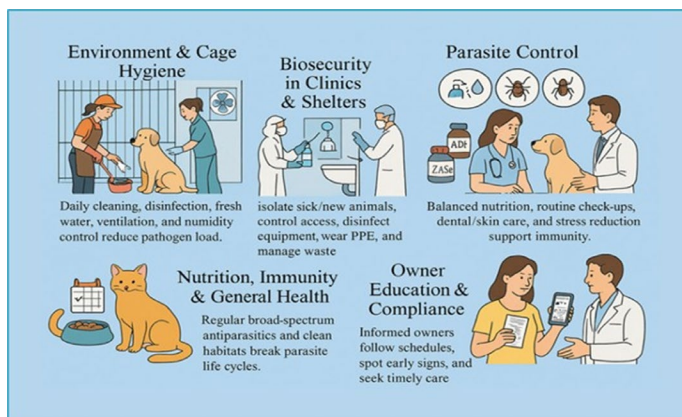 Environment & Cage
Hygiene
Daily cleaning, disinfection, fresh
water, ventilation, and numidity
control reduce pathogen load.
Biosecurity
in Clinics
& Shelters
isolate sick/new animals,
control access, disinfect
equipment, wear PPE, and
manage waste
Parasite Control
ADt
ZASe
Balanced nutrition, routine check-ups,
dental/skin care, and stress reduction
support immunity.
Nutrition, Immunity
& General Health
Regular broad-spectrum
antiparasitics and clean
habitats break parasite
life cycles.
Owner
Education &
Compliance
Informed owners
follow schedules,
spot early signs, and
seek timely care